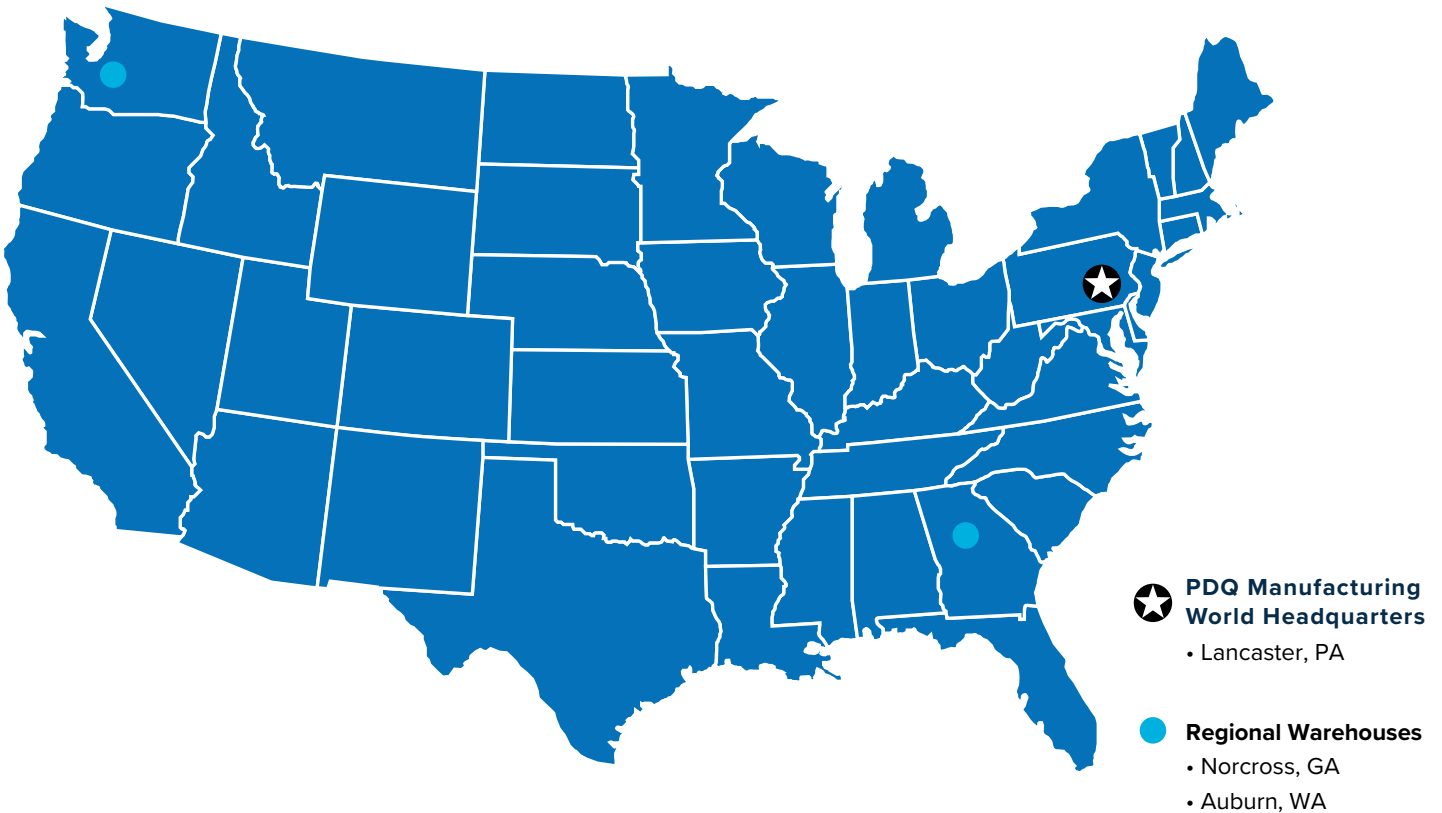 PDQ Manufacturing
World Headquarters
• Lancaster, PA
Regional Warehouses
• Norcross, GA
• Auburn, WA